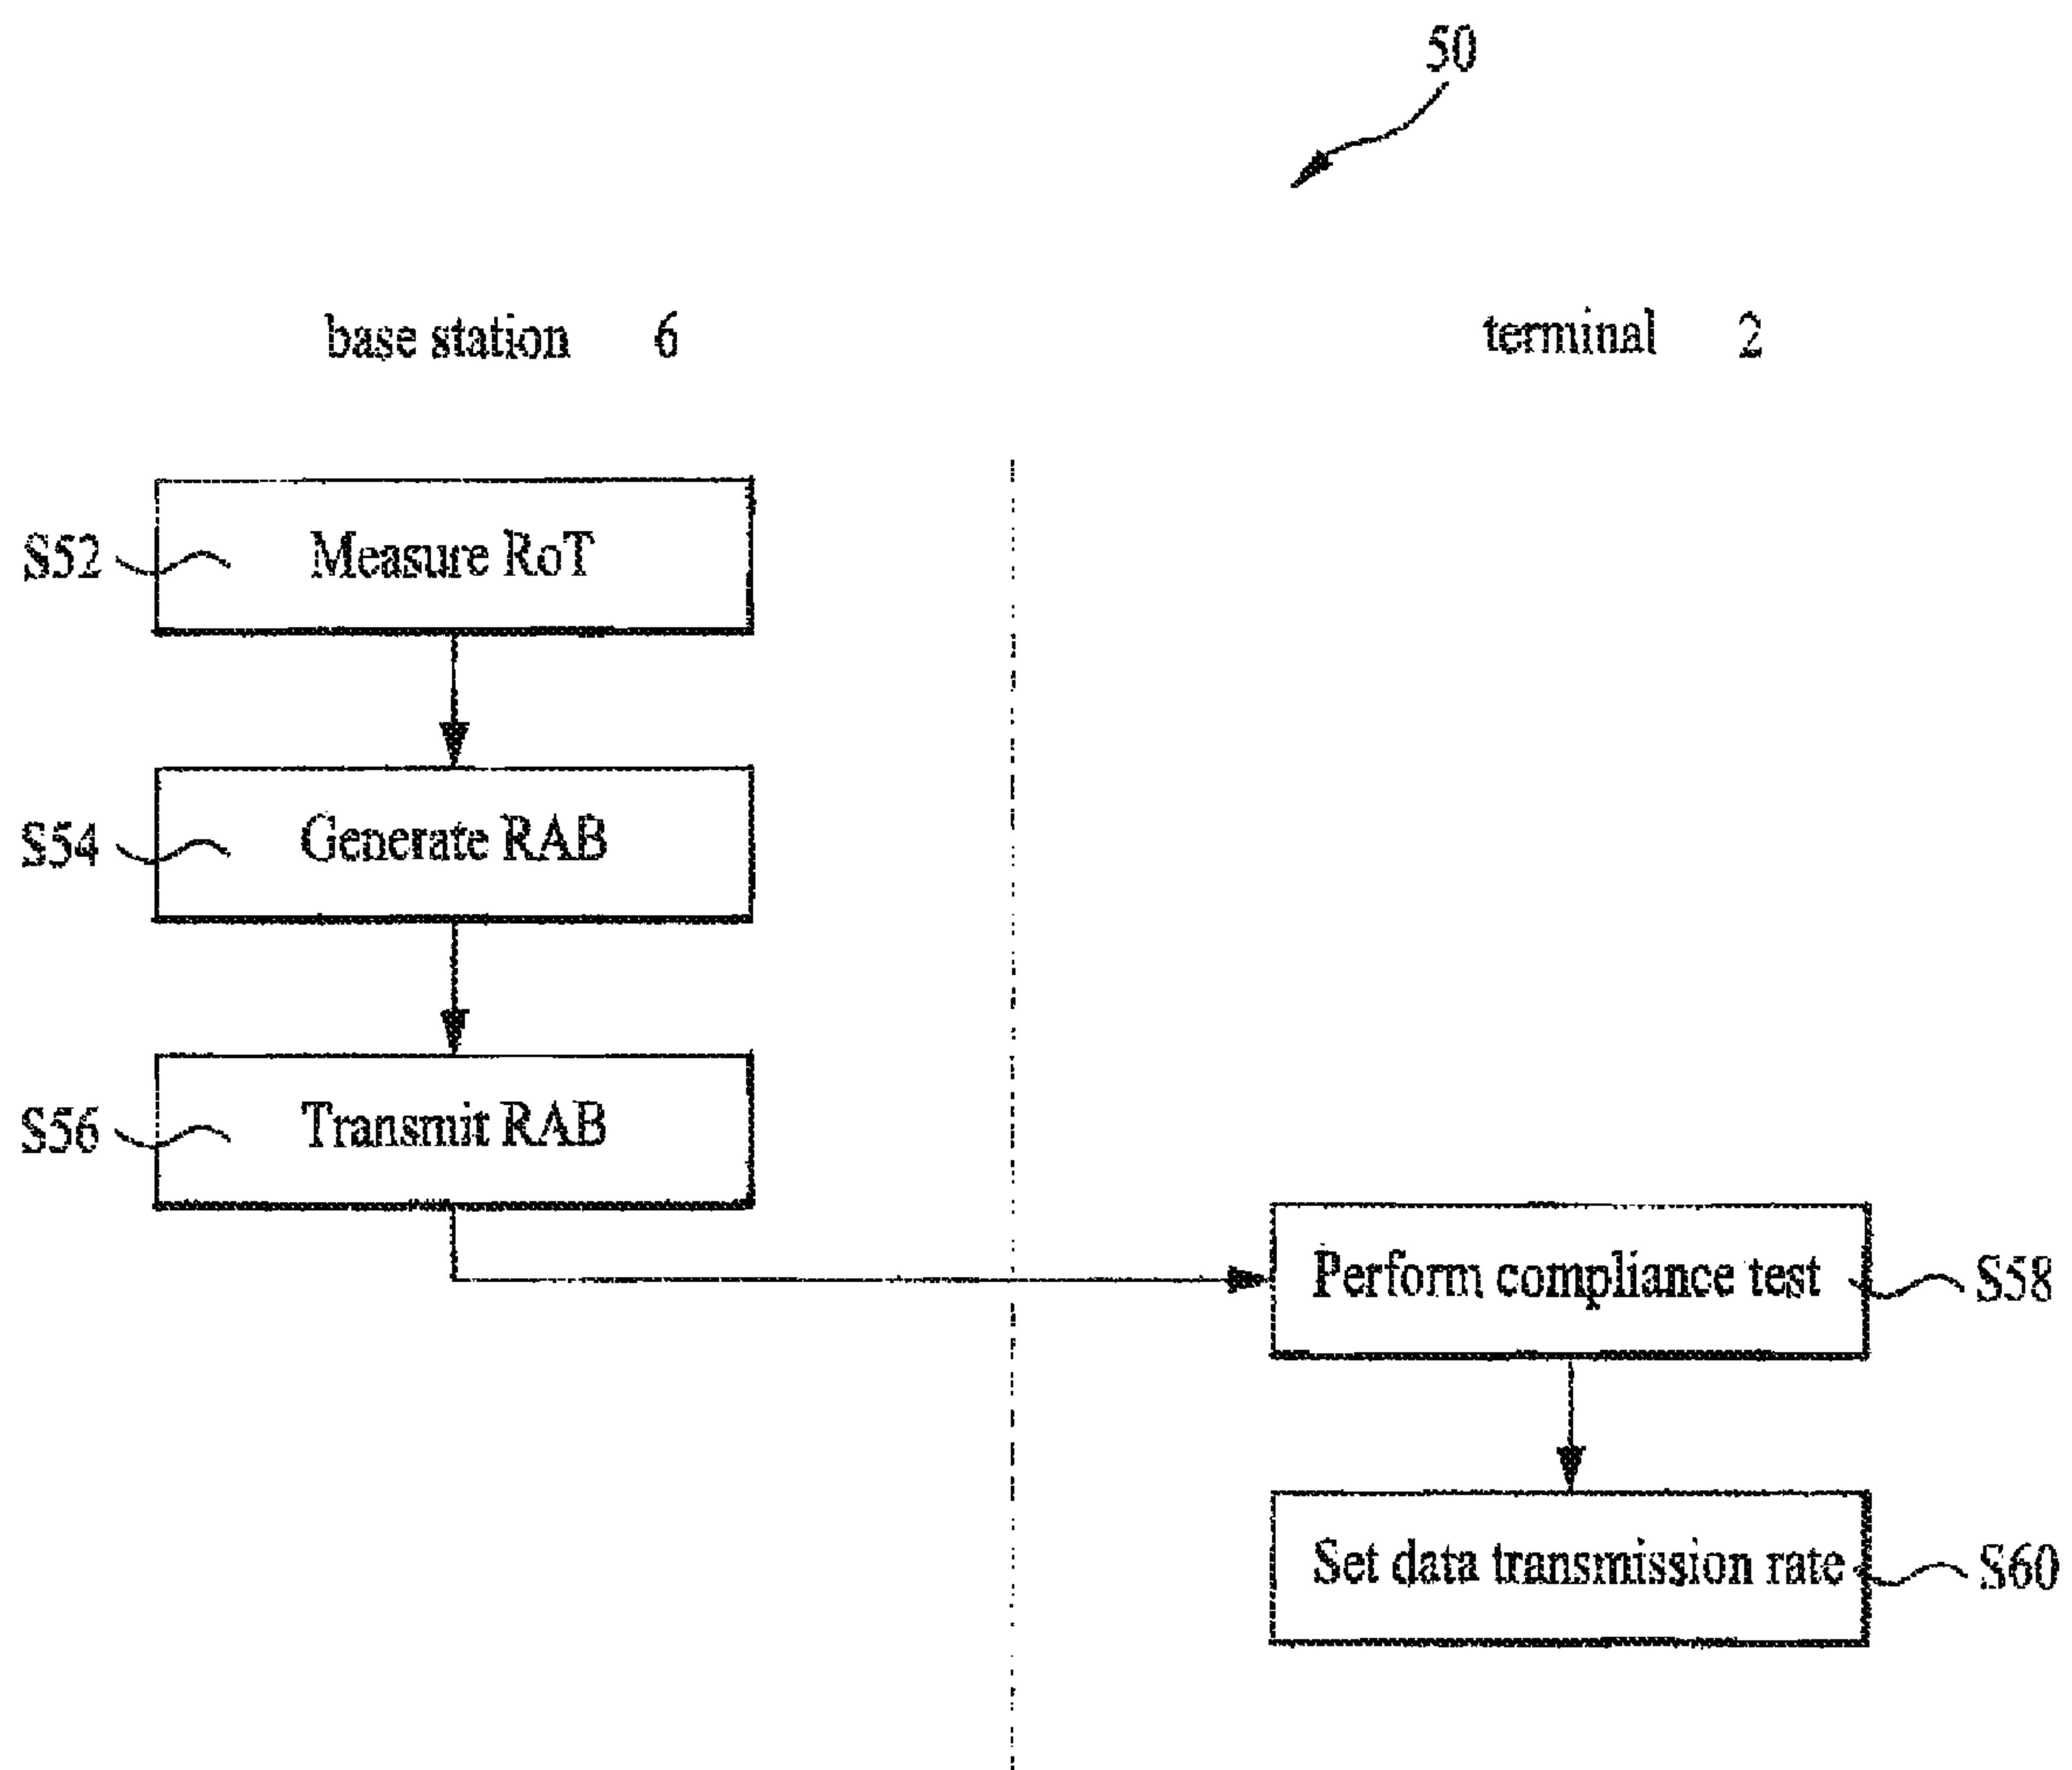 50
base station 6
terminal 2
S52
Measure RoT
S54
Generate RAB
S56
Transmit RAB
Perform compliance test
S58
Set data transmission rate
S60